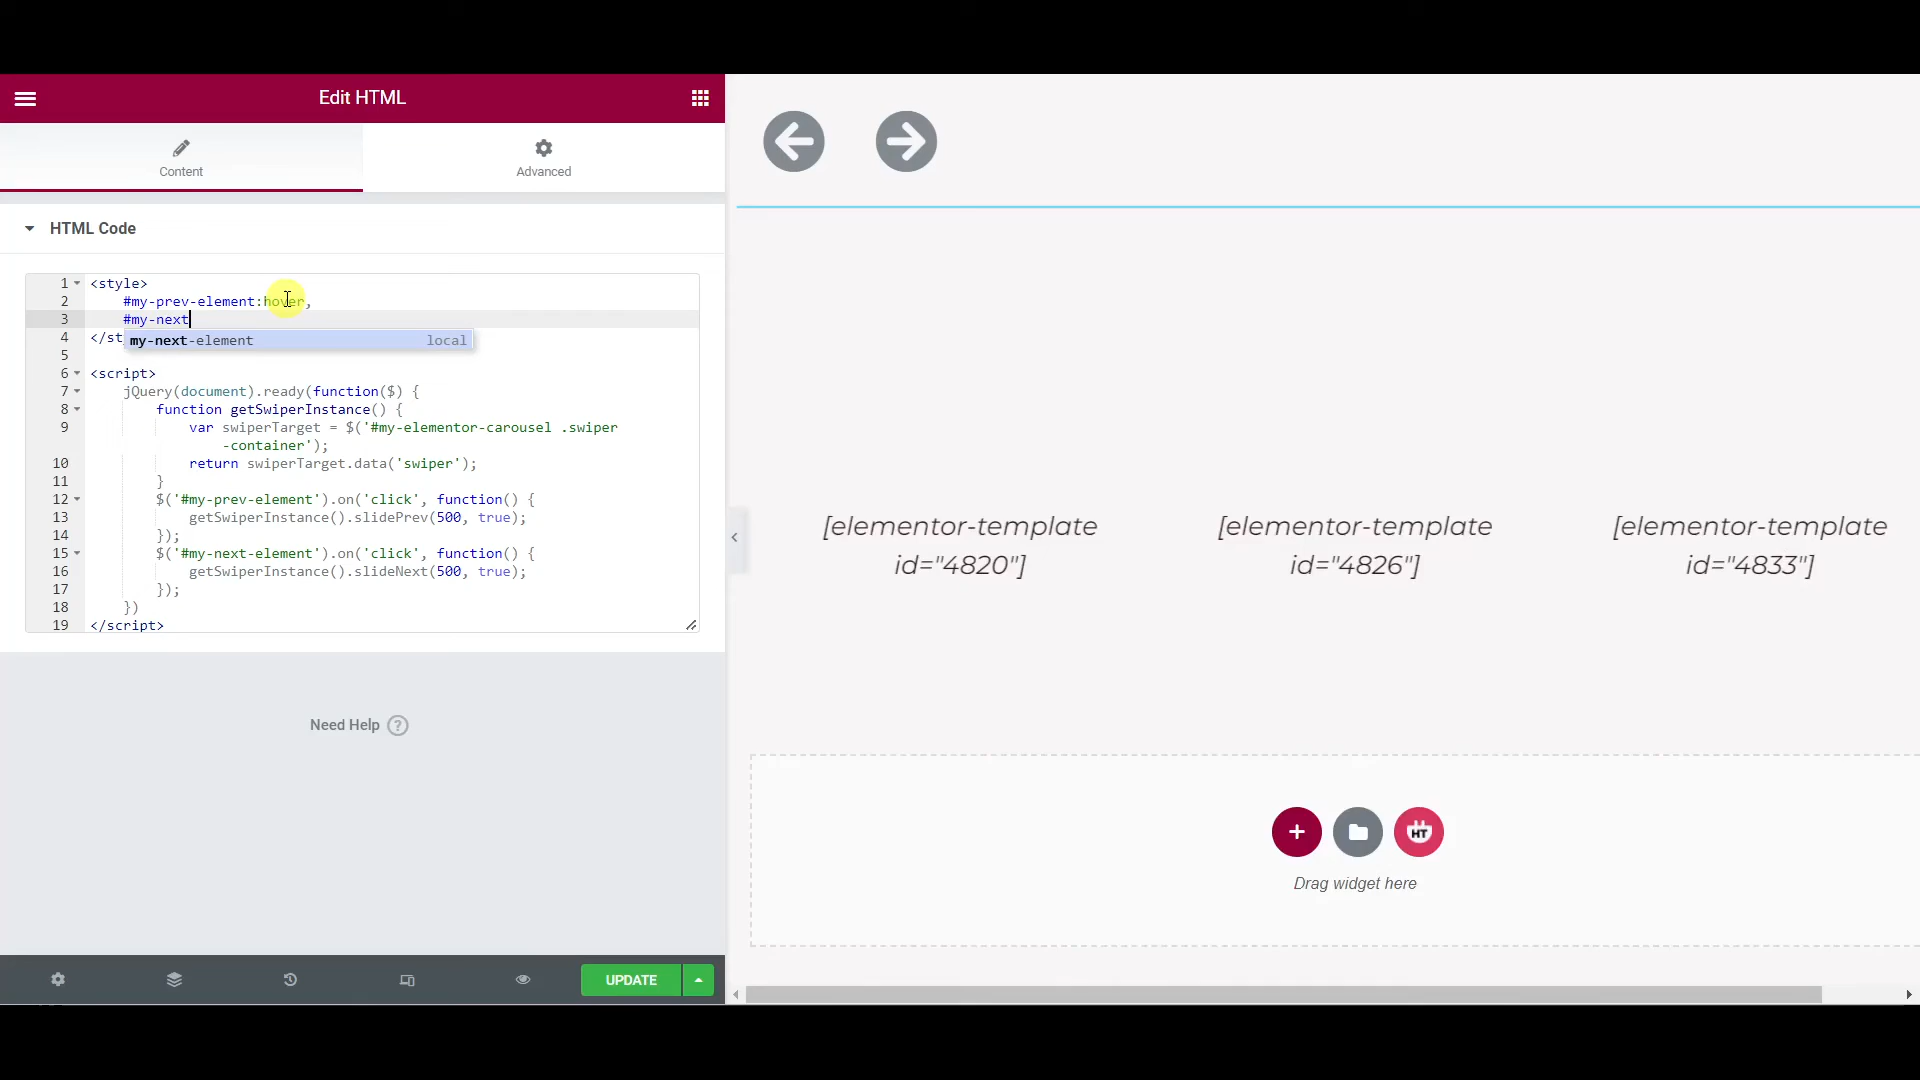 Edit HTML
Content
Advanced
HTML Code
1 <style>
2 #my-prev-element:hover,
3 #my-next
4 </st
my-next-element local
5
6 <script>
7 jQuery(document).ready(function($) {
8 function getSwiperInstance() {
9 var swiperTarget = $('#my-elementor-carousel .swiper
-container');
10 return swiperTarget.data('swiper');
11 }
12 $('#my-prev-element').on('click', function() {
13 getSwiperInstance().slidePrev(500, true);
14 });
15 $('#my-next-element').on('click', function() {
16 getSwiperInstance().slideNext(500, true);
17 });
18 })
19 </script>
Need Help ?
UPDATE
[elementor-template
id="4820"]
[elementor-template
id="4826"]
[elementor-template
id="4833"]
HT
Drag widget here